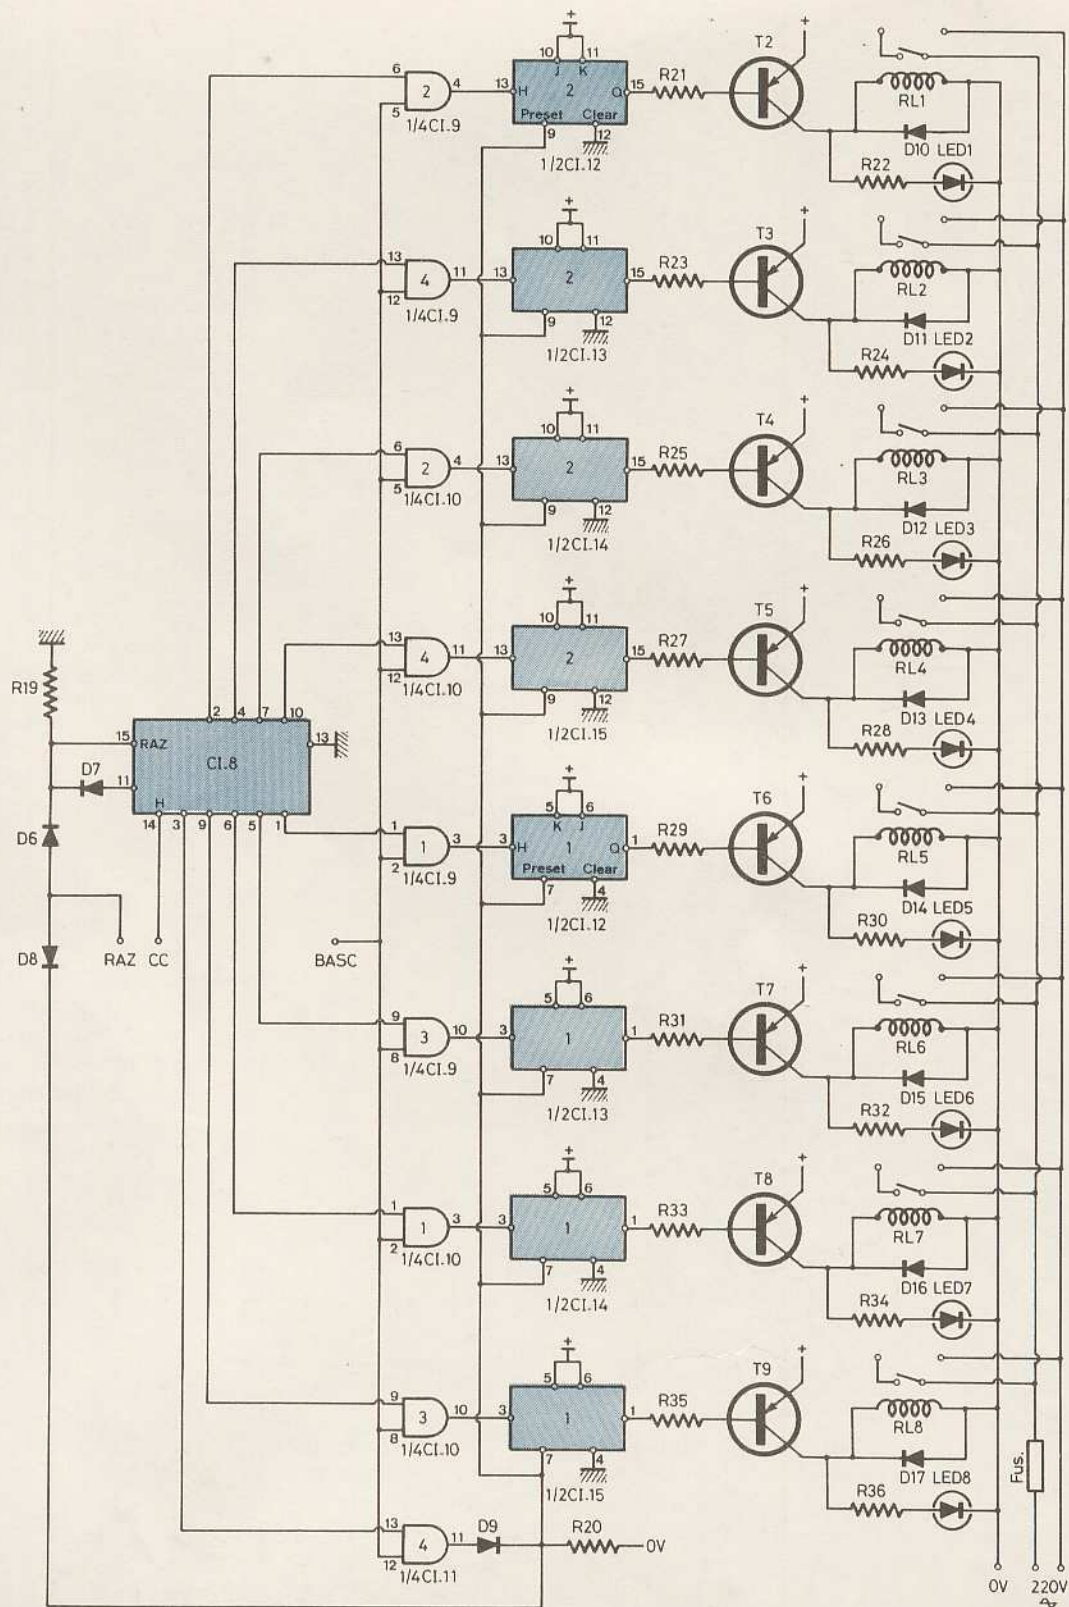 + T2
10 11
J K
6 2 4 13 H 2 Q 15 R21
5 Preset Clear RL1
1/4CI.9 9 12 D10 LED1
1/2CI.12 R22
+ T3 +
10 11
13 4 11 13 2 15 R23
12 RL2
1/4CI.9 9 12 D11 LED2
1/2CI.13 R24
+ T4 +
10 11
6 2 4 13 2 15 R25
5 RL3
1/4CI.10 9 12 D12 LED3
1/2CI.14 R26
+ T5 +
10 11
13 4 11 13 2 15 R27
12 RL4
1/4CI.10 9 12 D13 LED4
1/2CI.15 R28
R19
2 4 7 10
15 RAZ CI.8 13
D7 11 H
14 3 9 6 5 1
D6
D8 RAZ CC BASC
+ T6 +
5 6
K J
1 1 3 3 H 1 Q 1 R29
2 Preset Clear RL5
1/4CI.9 7 4 D14 LED5
1/2CI.12 R30
+ T7 +
5 6
9 3 10 3 1 1 R31
8 RL6
1/4CI.9 7 4 D15 LED6
1/2CI.13 R32
+ T8 +
5 6
1 1 3 3 1 1 R33
2 RL7
1/4CI.10 7 4 D16 LED7
1/2CI.14 R34
+ T9 +
5 6
9 3 10 3 1 1 R35
8 RL8
1/4CI.10 7 4 D17 LED8
1/2CI.15 R36
Fus.
13 4 11 D9 R20 0V
12
1/4CI.11
0V 220V